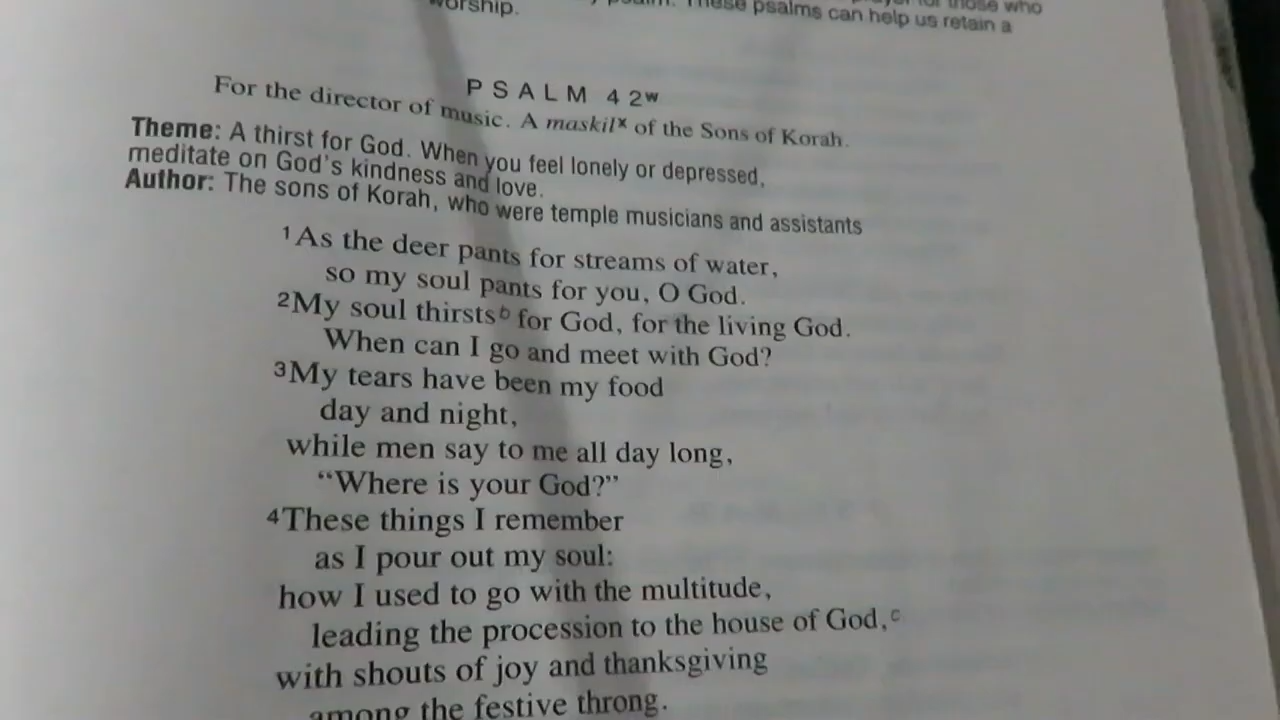 for those who
worship.
psalm. These psalms can help us retain a
PSALM 42w
For the director of music. A maskilx of the Sons of Korah.
Theme: A thirst for God. When you feel lonely or depressed,
meditate on God's kindness and love.
Author: The sons of Korah, who were temple musicians and assistants
1As the deer pants for streams of water,
so my soul pants for you, O God.
2My soul thirstsb for God, for the living God.
When can I go and meet with God?
3My tears have been my food
day and night,
while men say to me all day long,
“Where is your God?”
4These things I remember
as I pour out my soul:
how I used to go with the multitude,
leading the procession to the house of God,c
with shouts of joy and thanksgiving
among the festive throng.